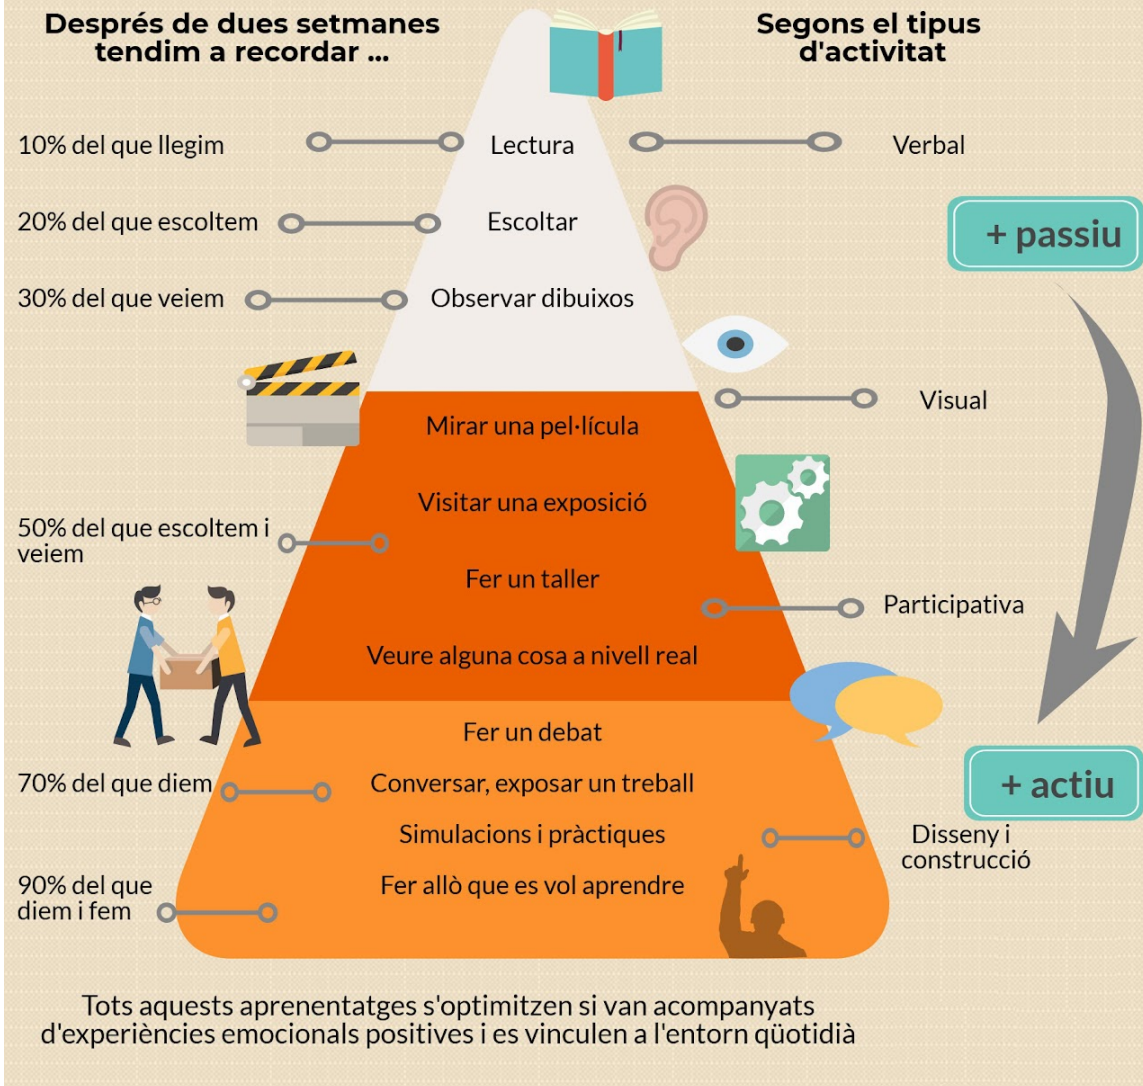 Després de dues setmanes
tendim a recordar ...
Segons el tipus
d'activitat
10% del que llegim
Lectura
Verbal
20% del que escoltem
Escoltar
+ passiu
30% del que veiem
Observar dibuixos
Visual
Mirar una pel·lícula
Visitar una exposició
50% del que escoltem i
veiem
Fer un taller
Participativa
Veure alguna cosa a nivell real
Fer un debat
70% del que diem
Conversar, exposar un treball
+ actiu
Simulacions i pràctiques
Disseny i
construcció
90% del que
diem i fem
Fer allò que es vol aprendre
Tots aquests aprenentatges s'optimitzen si van acompanyats
d'experiències emocionals positives i es vinculen a l'entorn qüotidià